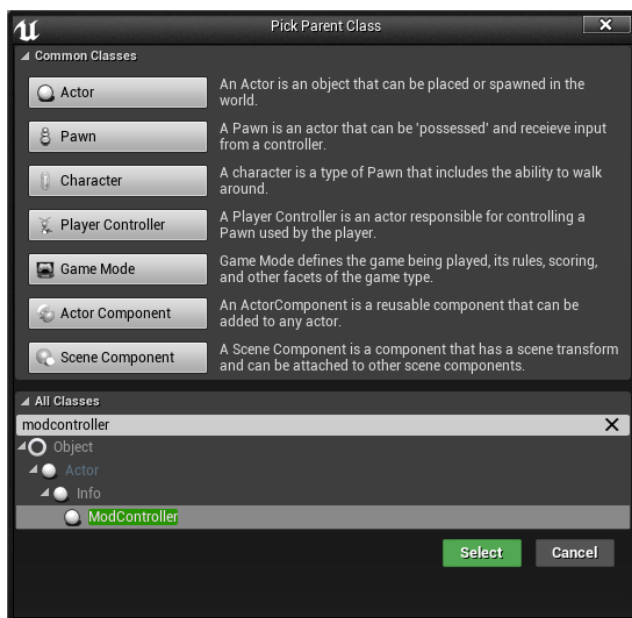 Pick Parent Class
Common Classes
Actor
An Actor is an object that can be placed or spawned in the
world.
Pawn
A Pawn is an actor that can be 'possessed' and receieve input
from a controller.
Character
A character is a type of Pawn that includes the ability to walk
around.
Player Controller
A Player Controller is an actor responsible for controlling a
Pawn used by the player.
Game Mode
Game Mode defines the game being played, its rules, scoring,
and other facets of the game type.
Actor Component
An ActorComponent is a reusable component that can be
added to any actor.
Scene Component
A Scene Component is a component that has a scene transform
and can be attached to other scene components.
All Classes
modcontroller
Object
Actor
Info
ModController
Select
Cancel